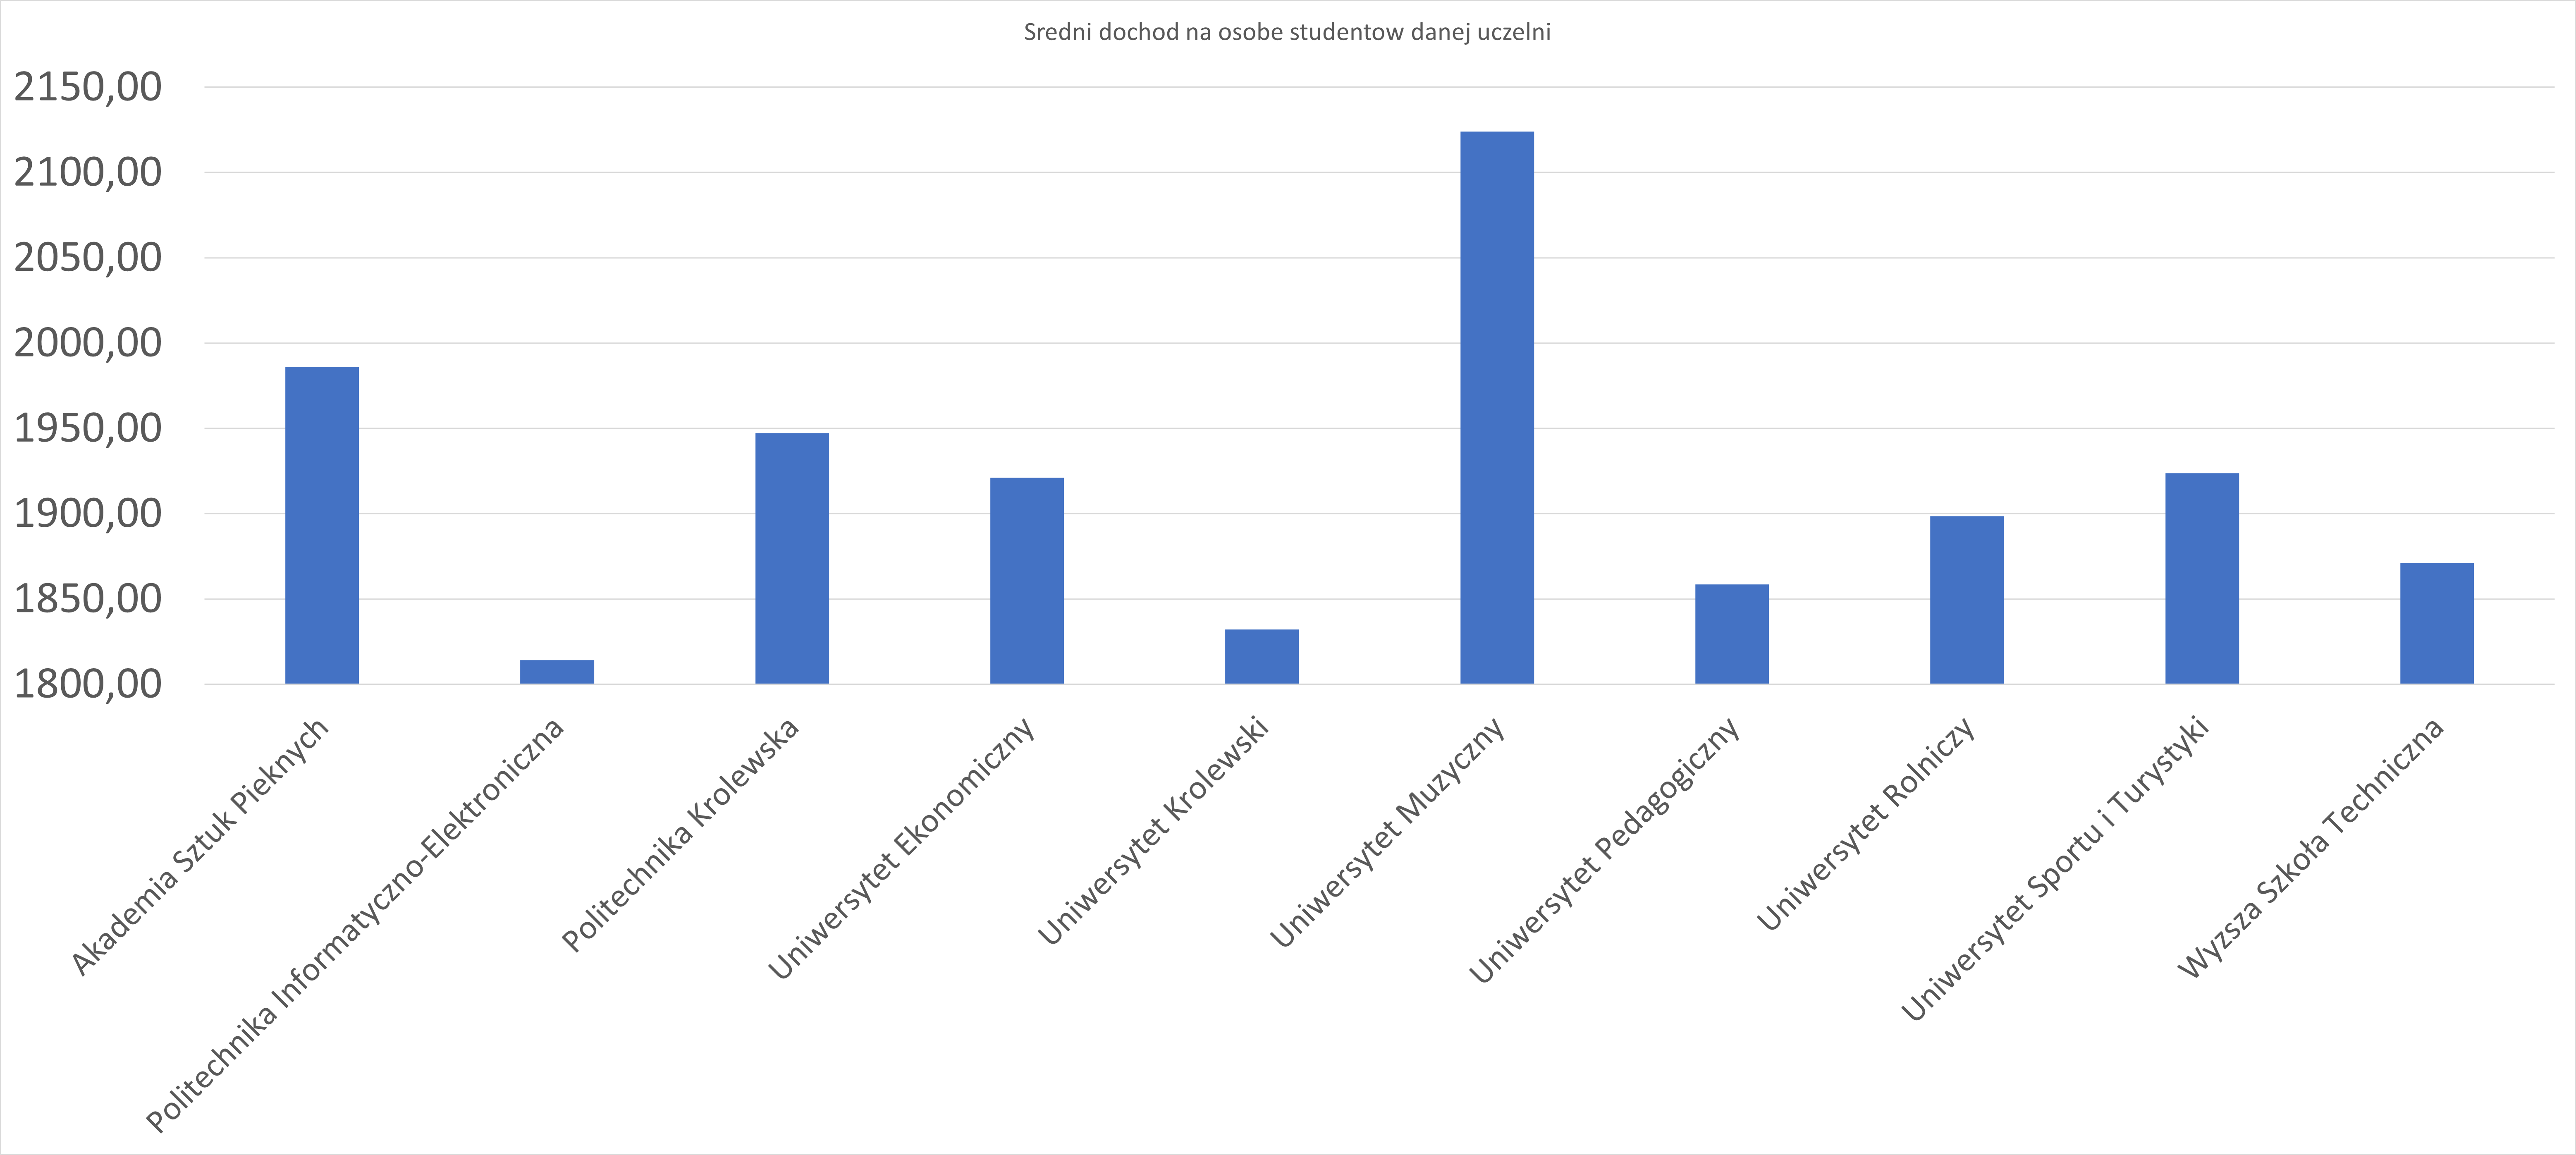 Sredni dochod na osobe studentow danej uczelni
2150,00
2100,00
2050,00
2000,00
1950,00
1900,00
1850,00
1800,00
Akademia Sztuk Pieknych
Politechnika Informatyczno-Elektroniczna
Politechnika Krolewska
Uniwersytet Ekonomiczny
Uniwersytet Krolewski
Uniwersytet Muzyczny
Uniwersytet Pedagogiczny
Uniwersytet Rolniczy
Uniwersytet Sportu i Turystyki
Wyzsza Szkoła Techniczna